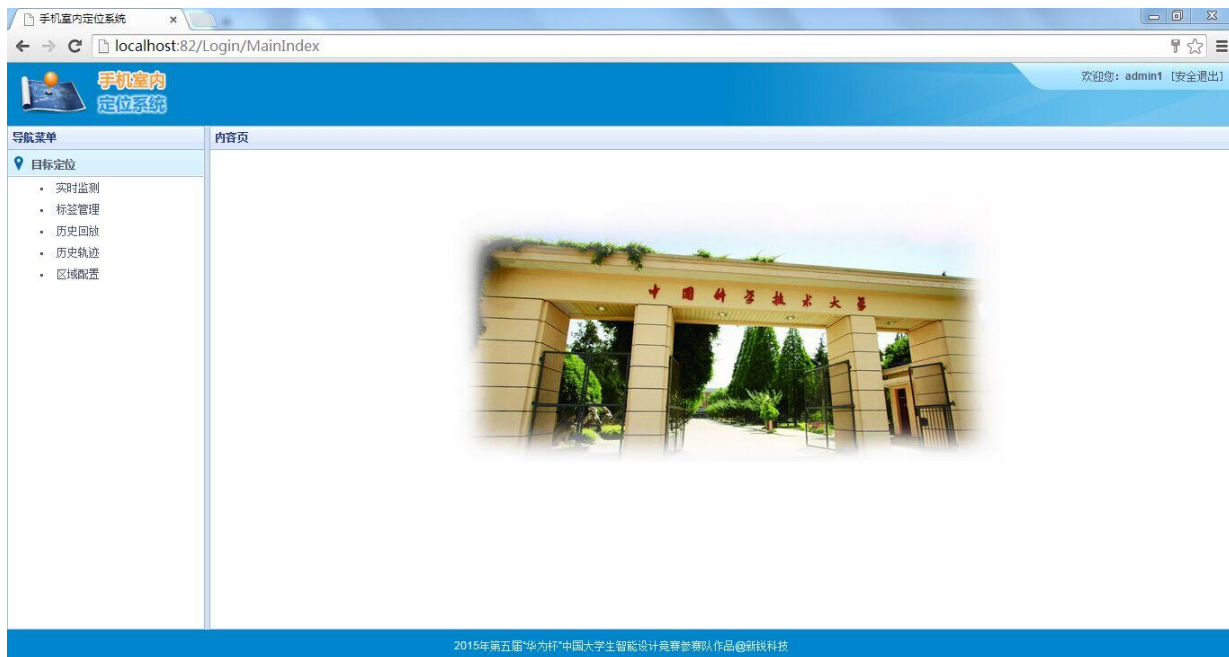 手机室内定位系统
localhost:82/Login/MainIndex
手机室内
定位系统
欢迎您：admin1 [安全退出]
导航菜单
内容页
目标定位
实时监测
标签管理
历史回放
历史轨迹
区域配置
中国科学技术大学
2015年第五届“华为杯”中国大学生智能设计竞赛参赛队作品@新锐科技